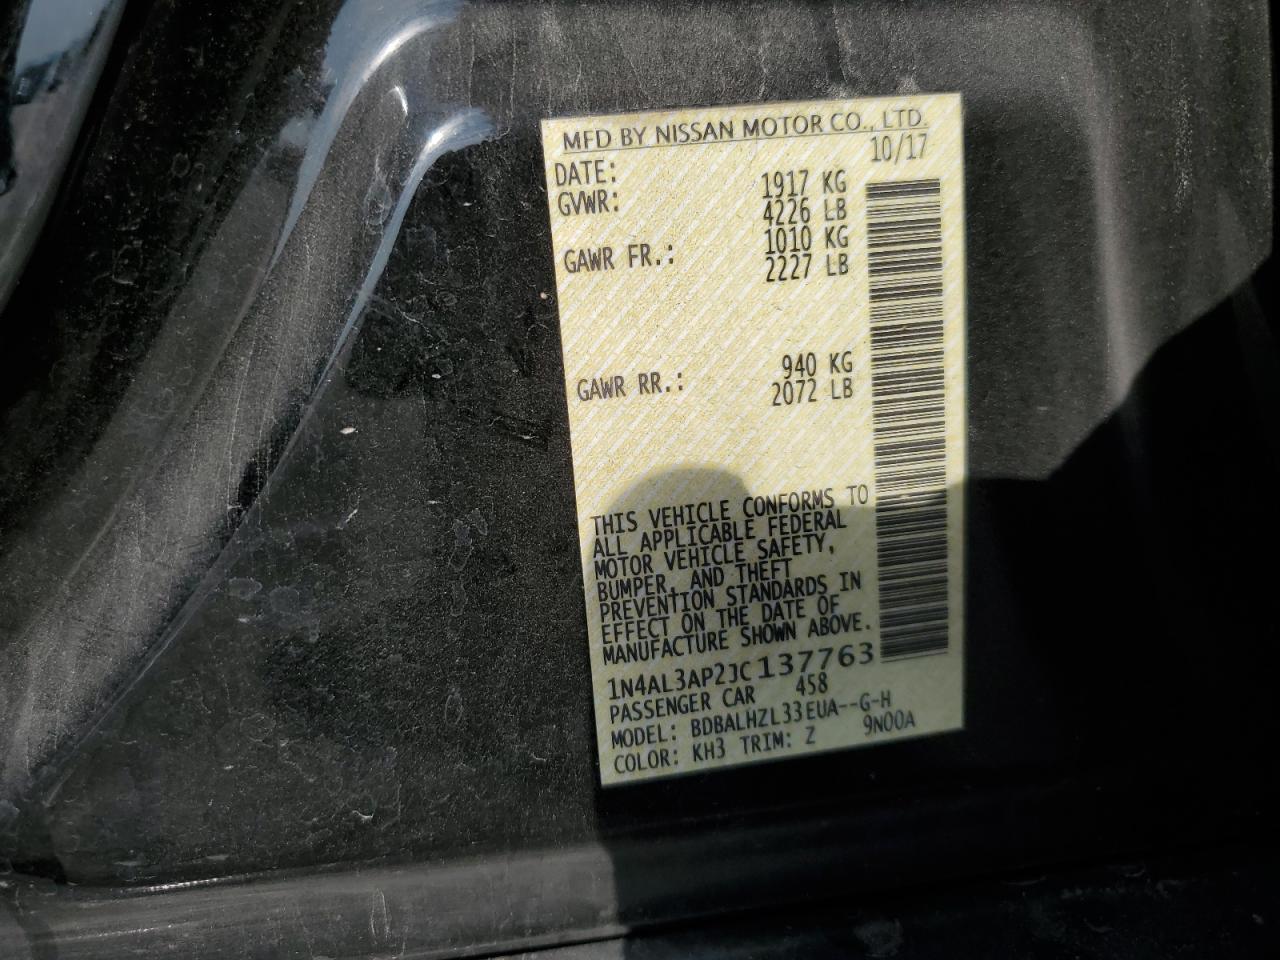 MFD BY NISSAN MOTOR CO., LTD.
DATE: 10/17
GVWR: 1917 KG
4226 LB
GAWR FR.: 1010 KG
2227 LB
GAWR RR.: 940 KG
2072 LB
THIS VEHICLE CONFORMS TO
ALL APPLICABLE FEDERAL
MOTOR VEHICLE SAFETY,
BUMPER, AND THEFT
PREVENTION STANDARDS IN
EFFECT ON THE DATE OF
MANUFACTURE SHOWN ABOVE.
1N4AL3AP2JC137763
PASSENGER CAR 458
MODEL: BDBALHZL33EUA--G-H
COLOR: KH3 TRIM: Z 9N00A